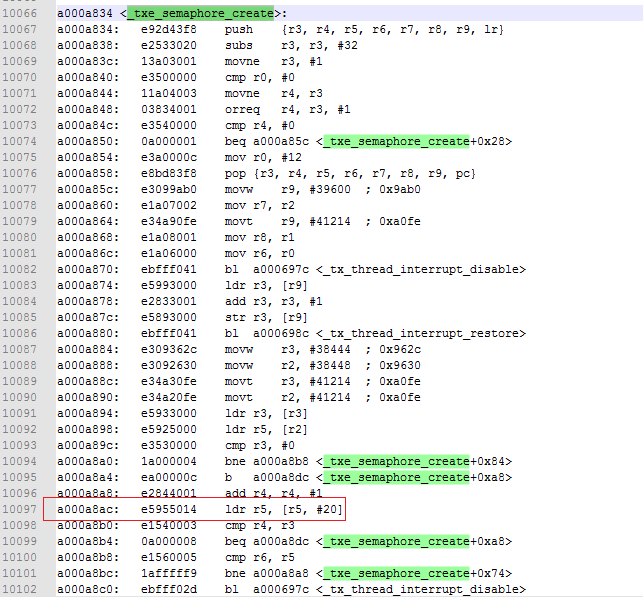 10066 a000a834 <_txe_semaphore_create>:
10067 a000a834: e92d43f8 push {r3, r4, r5, r6, r7, r8, r9, lr}
10068 a000a838: e2533020 subs r3, r3, #32
10069 a000a83c: 13a03001 movne r3, #1
10070 a000a840: e3500000 cmp r0, #0
10071 a000a844: 11a04003 movne r4, r3
10072 a000a848: 03834001 orreq r4, r3, #1
10073 a000a84c: e3540000 cmp r4, #0
10074 a000a850: 0a000001 beq a000a85c <_txe_semaphore_create+0x28>
10075 a000a854: e3a0000c mov r0, #12
10076 a000a858: e8bd83f8 pop {r3, r4, r5, r6, r7, r8, r9, pc}
10077 a000a85c: e3099ab0 movw r9, #39600 ; 0x9ab0
10078 a000a860: e1a07002 mov r7, r2
10079 a000a864: e34a90fe movt r9, #41214 ; 0xa0fe
10080 a000a868: e1a08001 mov r8, r1
10081 a000a86c: e1a06000 mov r6, r0
10082 a000a870: ebfff041 bl a000697c <_tx_thread_interrupt_disable>
10083 a000a874: e5993000 ldr r3, [r9]
10084 a000a878: e2833001 add r3, r3, #1
10085 a000a87c: e5893000 str r3, [r9]
10086 a000a880: ebfff041 bl a000698c <_tx_thread_interrupt_restore>
10087 a000a884: e309362c movw r3, #38444 ; 0x962c
10088 a000a888: e3092630 movw r2, #38448 ; 0x9630
10089 a000a88c: e34a30fe movt r3, #41214 ; 0xa0fe
10090 a000a890: e34a20fe movt r2, #41214 ; 0xa0fe
10091 a000a894: e5933000 ldr r3, [r3]
10092 a000a898: e5925000 ldr r5, [r2]
10093 a000a89c: e3530000 cmp r3, #0
10094 a000a8a0: 1a000004 bne a000a8b8 <_txe_semaphore_create+0x84>
10095 a000a8a4: ea00000c b a000a8dc <_txe_semaphore_create+0xa8>
10096 a000a8a8: e2844001 add r4, r4, #1
10097 a000a8ac: e5955014 ldr r5, [r5, #20]
10098 a000a8b0: e1540003 cmp r4, r3
10099 a000a8b4: 0a000008 beq a000a8dc <_txe_semaphore_create+0xa8>
10100 a000a8b8: e1560005 cmp r6, r5
10101 a000a8bc: 1afffff9 bne a000a8a8 <_txe_semaphore_create+0x74>
10102 a000a8c0: ebfff02d bl a000697c <_tx_thread_interrupt_disable>